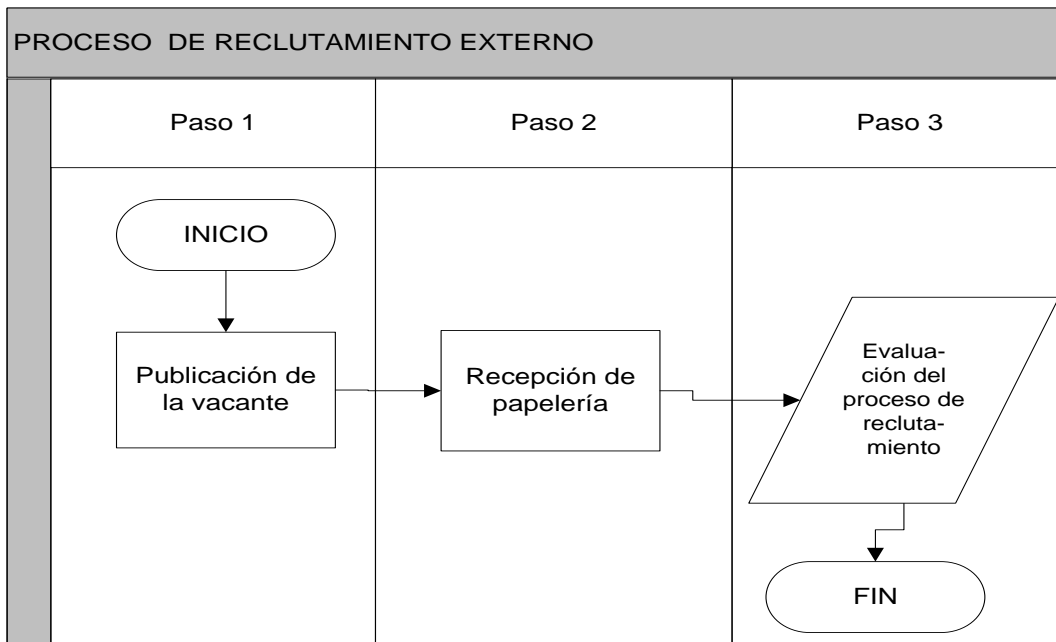 PROCESO DE RECLUTAMIENTO EXTERNO
Paso 1
Paso 2
Paso 3
INICIO
Publicación de
la vacante
Recepción de
papelería
Evalua-
ción del
proceso de
recluta-
miento
FIN